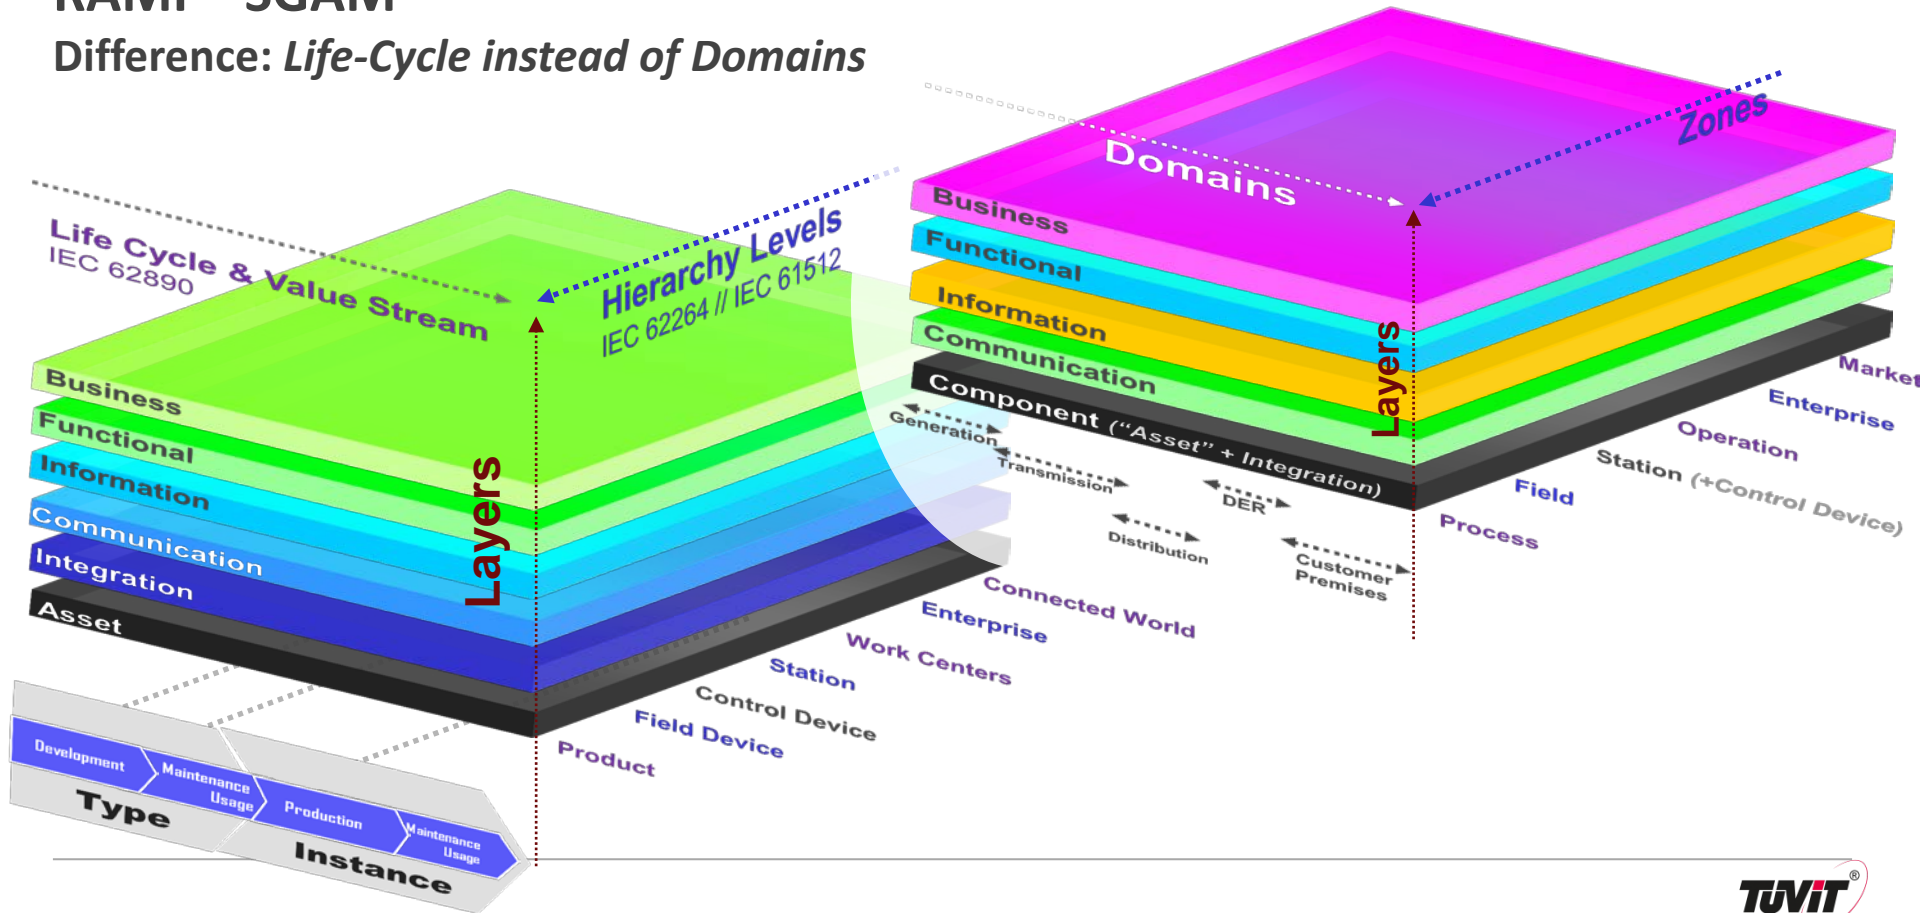 RAMI – SGAM
Difference: Life-Cycle instead of Domains
Life Cycle & Value Stream
IEC 62890
Hierarchy Levels
IEC 62264 // IEC 61512
Business
Functional
Information
Communication
Integration
Asset
Layers
Development
Maintenance
Usage
Production
Maintenance
Usage
Type
Instance
Product
Field Device
Control Device
Station
Work Centers
Enterprise
Connected World
Domains
Zones
Business
Functional
Information
Communication
Component (“Asset” + Integration)
Layers
Generation
Transmission
DER
Distribution
Customer
Premises
Process
Field
Station (+Control Device)
Operation
Enterprise
Market
TÜViT ®